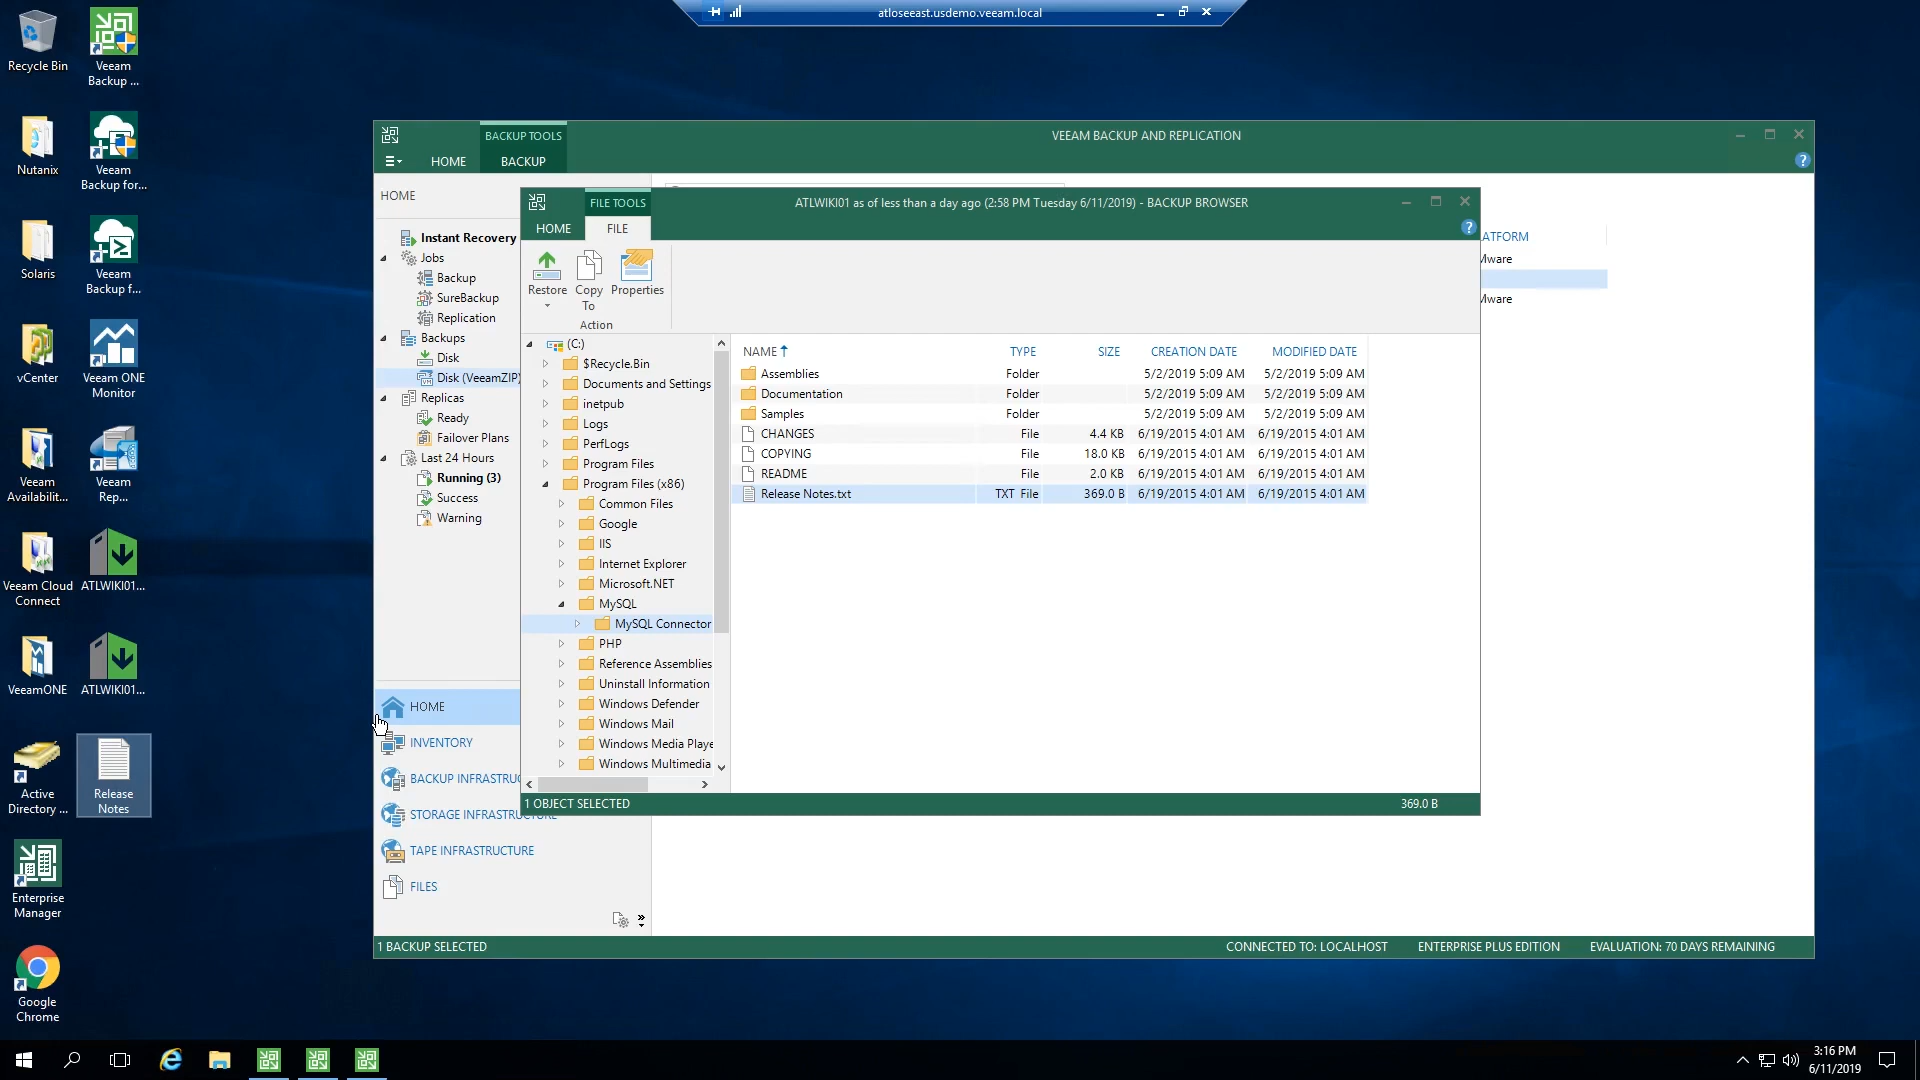 atloseeast.usdemo.veeam.local
Recycle Bin
Veeam
Backup ...
Nutanix
Veeam
Backup for...
Solaris
Veeam
Backup f...
vCenter
Veeam ONE
Monitor
Veeam
Availabilit...
Veeam
Rep...
Veeam Cloud
Connect
ATLWIKI01...
VeeamONE
ATLWIKI01...
Active
Directory ...
Release
Notes
Enterprise
Manager
Google
Chrome
BACKUP TOOLS
VEEAM BACKUP AND REPLICATION
HOME
BACKUP
HOME
Instant Recovery
Jobs
Backup
SureBackup
Replication
Backups
Disk
Disk (VeeamZIP)
Replicas
Ready
Failover Plans
Last 24 Hours
Running (3)
Success
Warning
HOME
INVENTORY
BACKUP INFRASTRUC
STORAGE INFRASTRUCTURE
TAPE INFRASTRUCTURE
FILES
ATFORM
Mware
Mware
FILE TOOLS
ATLWIKI01 as of less than a day ago (2:58 PM Tuesday 6/11/2019) - BACKUP BROWSER
HOME
FILE
Restore
Copy
To
Properties
Action
(C:)
$Recycle.Bin
Documents and Settings
inetpub
Logs
PerfLogs
Program Files
Program Files (x86)
Common Files
Google
IIS
Internet Explorer
Microsoft.NET
MySQL
MySQL Connector
PHP
Reference Assemblies
Uninstall Information
Windows Defender
Windows Mail
Windows Media Playe
Windows Multimedia
NAME TYPE SIZE CREATION DATE MODIFIED DATE
Assemblies Folder 5/2/2019 5:09 AM 5/2/2019 5:09 AM
Documentation Folder 5/2/2019 5:09 AM 5/2/2019 5:09 AM
Samples Folder 5/2/2019 5:09 AM 5/2/2019 5:09 AM
CHANGES File 4.4 KB 6/19/2015 4:01 AM 6/19/2015 4:01 AM
COPYING File 18.0 KB 6/19/2015 4:01 AM 6/19/2015 4:01 AM
README File 2.0 KB 6/19/2015 4:01 AM 6/19/2015 4:01 AM
Release Notes.txt TXT File 369.0 B 6/19/2015 4:01 AM 6/19/2015 4:01 AM
1 OBJECT SELECTED
369.0 B
1 BACKUP SELECTED
CONNECTED TO: LOCALHOST
ENTERPRISE PLUS EDITION
EVALUATION: 70 DAYS REMAINING
3:16 PM
6/11/2019